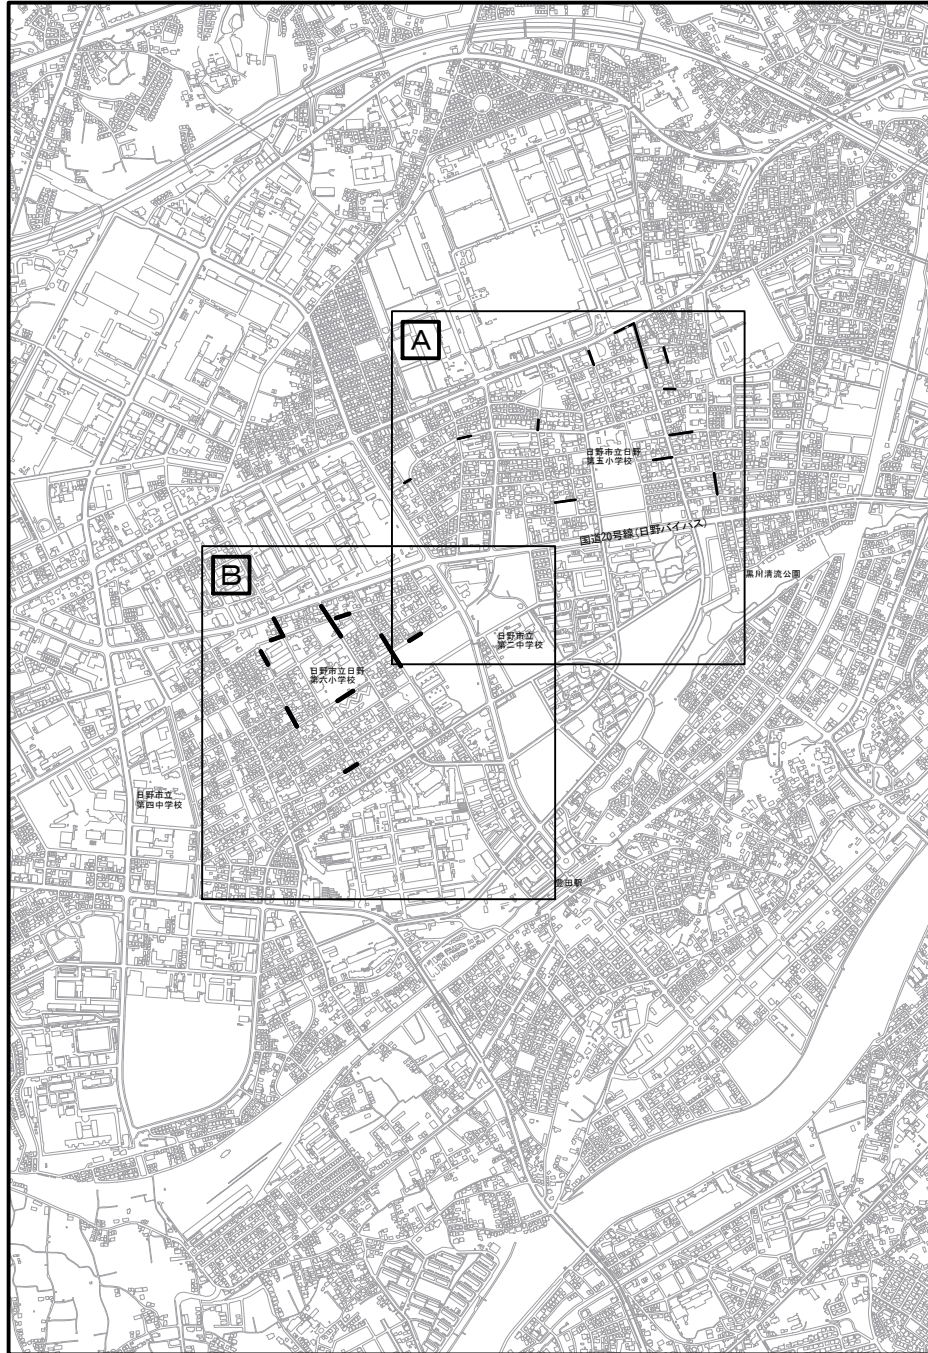 A
日野市立日野
第五小学校
国道20号線(日野バイパス)
B
黒川清流公園
日野市立
第二中学校
日野市立日野
第六小学校
日野市立
第四中学校
豊田駅